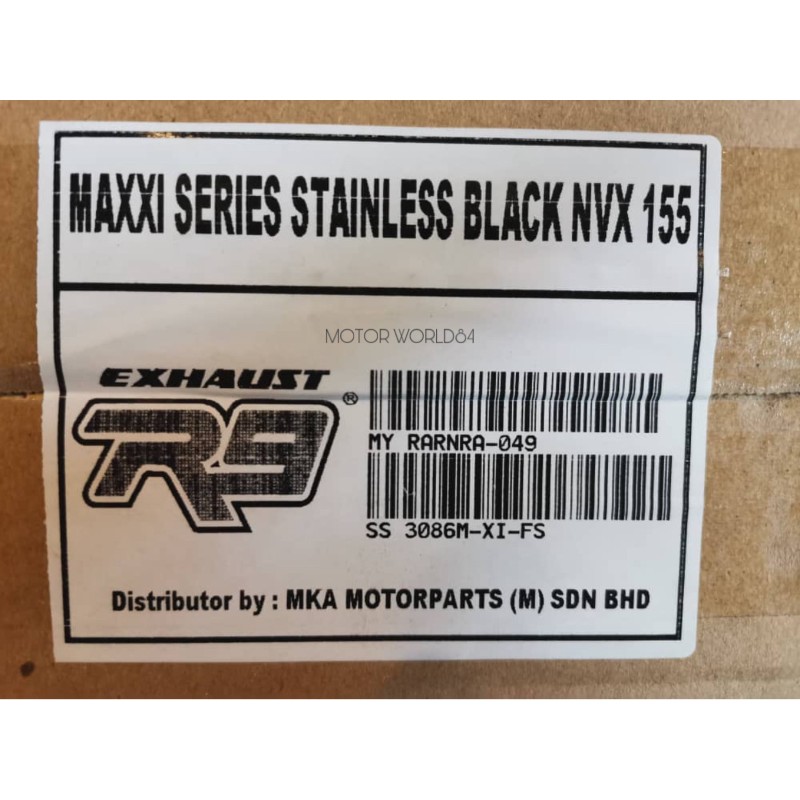 MAXXI SERIES STAINLESS BLACK NVX 155
MOTOR WORLD84
EXHAUST
R9®
MY RARNRA-049
SS 3086M-XI-FS
Distributor by : MKA MOTORPARTS (M) SDN BHD